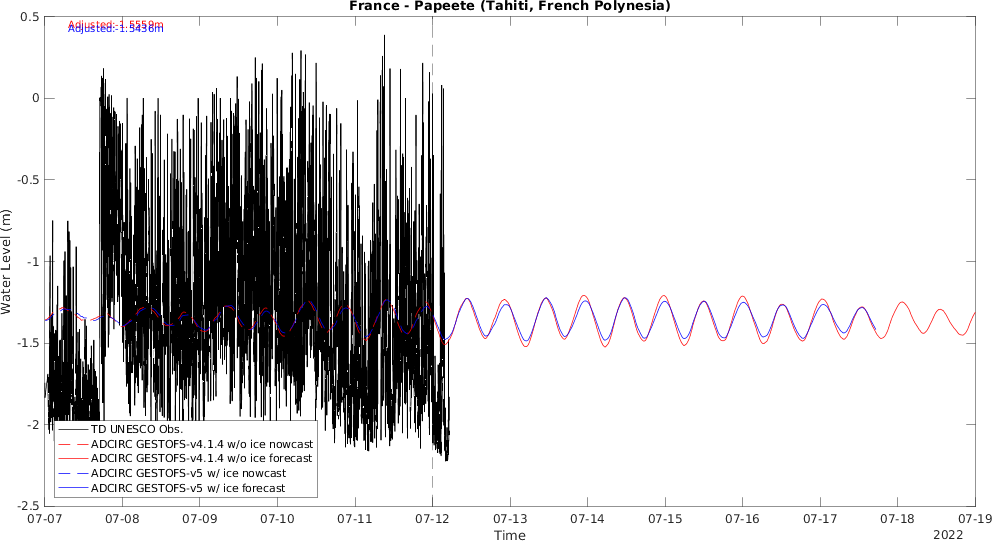 France - Papeete (Tahiti, French Polynesia)
Adjusted:-1.5559m
Adjusted:-1.5436m
Water Level (m)
0.5
0
-0.5
-1
-1.5
-2
-2.5
TD UNESCO Obs.
ADCIRC GESTOFS-v4.1.4 w/o ice nowcast
ADCIRC GESTOFS-v4.1.4 w/o ice forecast
ADCIRC GESTOFS-v5 w/ ice nowcast
ADCIRC GESTOFS-v5 w/ ice forecast
07-07 07-08 07-09 07-10 07-11 07-12 07-13 07-14 07-15 07-16 07-17 07-18 07-19
Time
2022